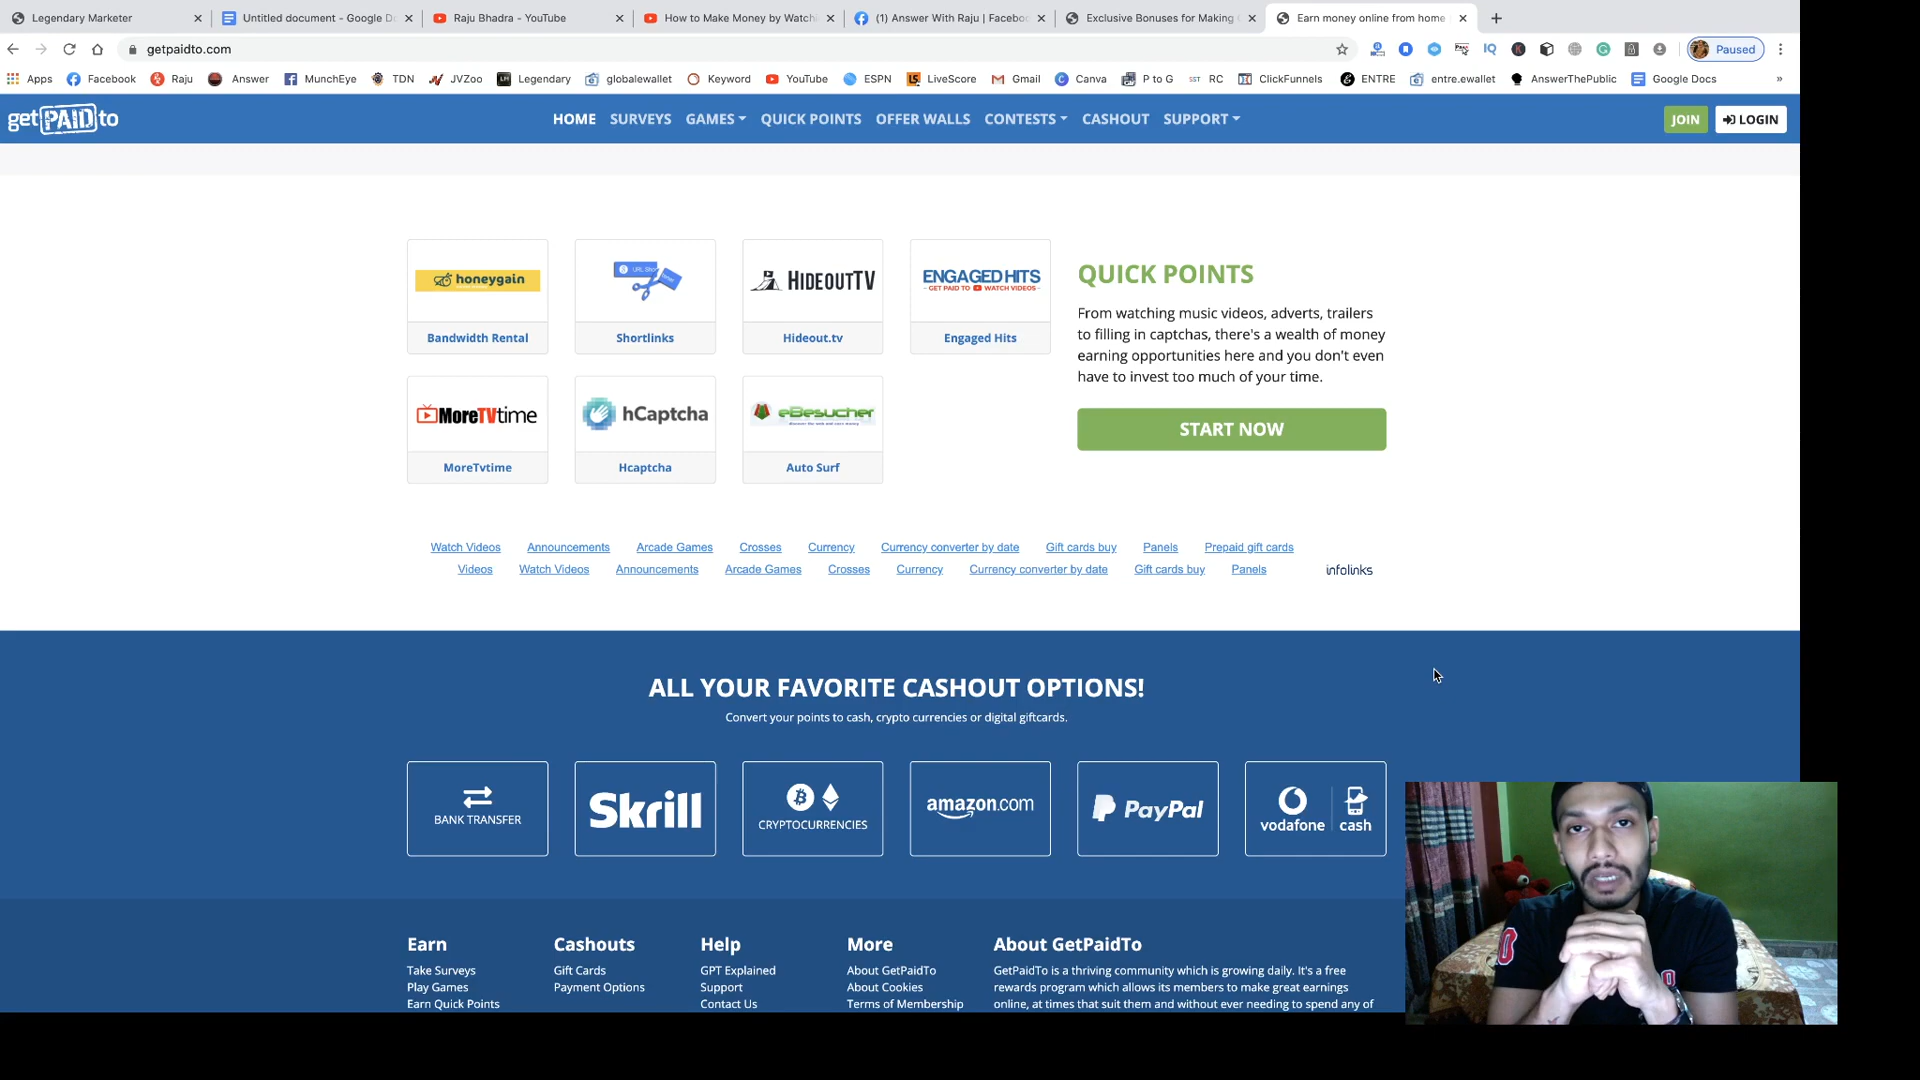 Legendary Marketer
Untitled document - Google D
Raju Bhadra - YouTube
How to Make Money by Watch
(1) Answer With Raju | Facebo
Exclusive Bonuses for Making
Earn money online from home
getpaidto.com
Paused
Apps
Facebook
Raju
Answer
MunchEye
TDN
JVZoo
Legendary
globalewallet
Keyword
YouTube
ESPN
LiveScore
Gmail
Canva
P to G
RC
ClickFunnels
ENTRE
entre.ewallet
AnswerThePublic
Google Docs
getPAIDto
HOME
SURVEYS
GAMES
QUICK POINTS
OFFER WALLS
CONTESTS
CASHOUT
SUPPORT
JOIN
LOGIN
honeygain
Bandwidth Rental
Shortlinks
HIDEOUTTV
Hideout.tv
ENGAGED HITS
- GET PAID TO WATCH VIDEOS -
Engaged Hits
MoreTVtime
MoreTvtime
hCaptcha
Hcaptcha
eBesucher
Auto Surf
QUICK POINTS
From watching music videos, adverts, trailers
to filling in captchas, there's a wealth of money
earning opportunities here and you don't even
have to invest too much of your time.
START NOW
Watch Videos Announcements Arcade Games Crosses Currency Currency converter by date Gift cards buy Panels Prepaid gift cards
Videos Watch Videos Announcements Arcade Games Crosses Currency Currency converter by date Gift cards buy Panels
infolinks
ALL YOUR FAVORITE CASHOUT OPTIONS!
Convert your points to cash, crypto currencies or digital giftcards.
BANK TRANSFER
Skrill
CRYPTOCURRENCIES
amazon.com
PayPal
vodafone cash
Earn
Take Surveys
Play Games
Earn Quick Points
Cashouts
Gift Cards
Payment Options
Help
GPT Explained
Support
Contact Us
More
About GetPaidTo
About Cookies
Terms of Membership
About GetPaidTo
GetPaidTo is a thriving community which is growing daily. It's a free
rewards program which allows its members to make great earnings
online, at times that suit them and without ever needing to spend any of